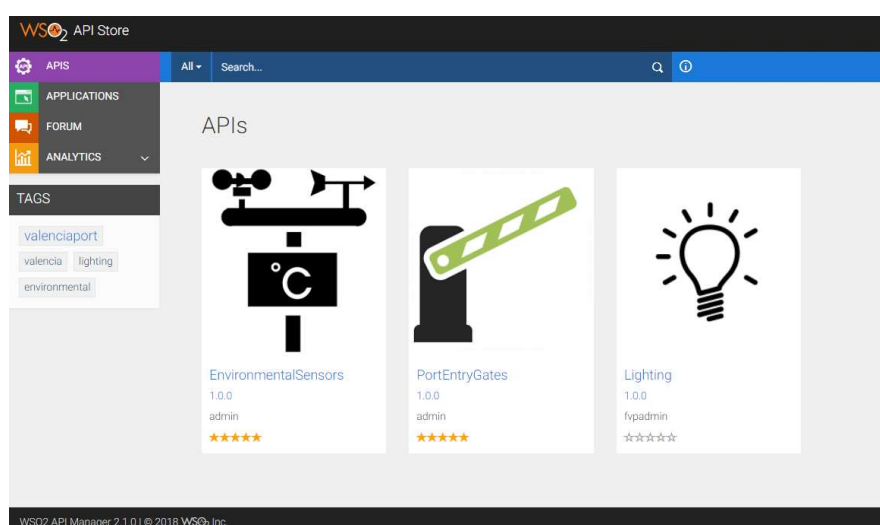 WSO2 API Store
APIS
All
Search...
APPLICATIONS
FORUM
ANALYTICS
APIs
TAGS
valenciaport
valencia lighting
environmental
°C
EnvironmentalSensors
1.0.0
admin
PortEntryGates
1.0.0
admin
Lighting
1.0.0
fvpadmin
WSO2 API Manager 2.1.0 | © 2018 WSO2 Inc